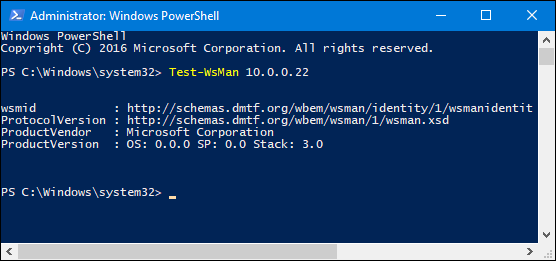 Administrator: Windows PowerShell
Windows PowerShell
Copyright (C) 2016 Microsoft Corporation. All rights reserved.
PS C:\Windows\system32> Test-WsMan 10.0.0.22
wsmid           : http://schemas.dmtf.org/wbem/wsman/identity/1/wsmanidentit
ProtocolVersion : http://schemas.dmtf.org/wbem/wsman/1/wsman.xsd
ProductVendor   : Microsoft Corporation
ProductVersion  : OS: 0.0.0 SP: 0.0 Stack: 3.0
PS C:\Windows\system32>